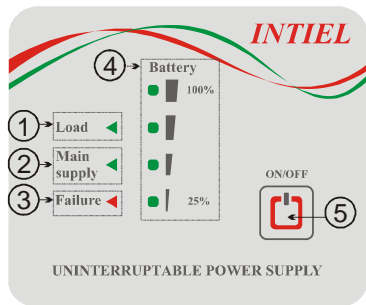 INTIEL
4
Battery
100%
1
Load
2
Main
supply
3
Failure
25%
ON/OFF
5
UNINTERRUPTABLE POWER SUPPLY